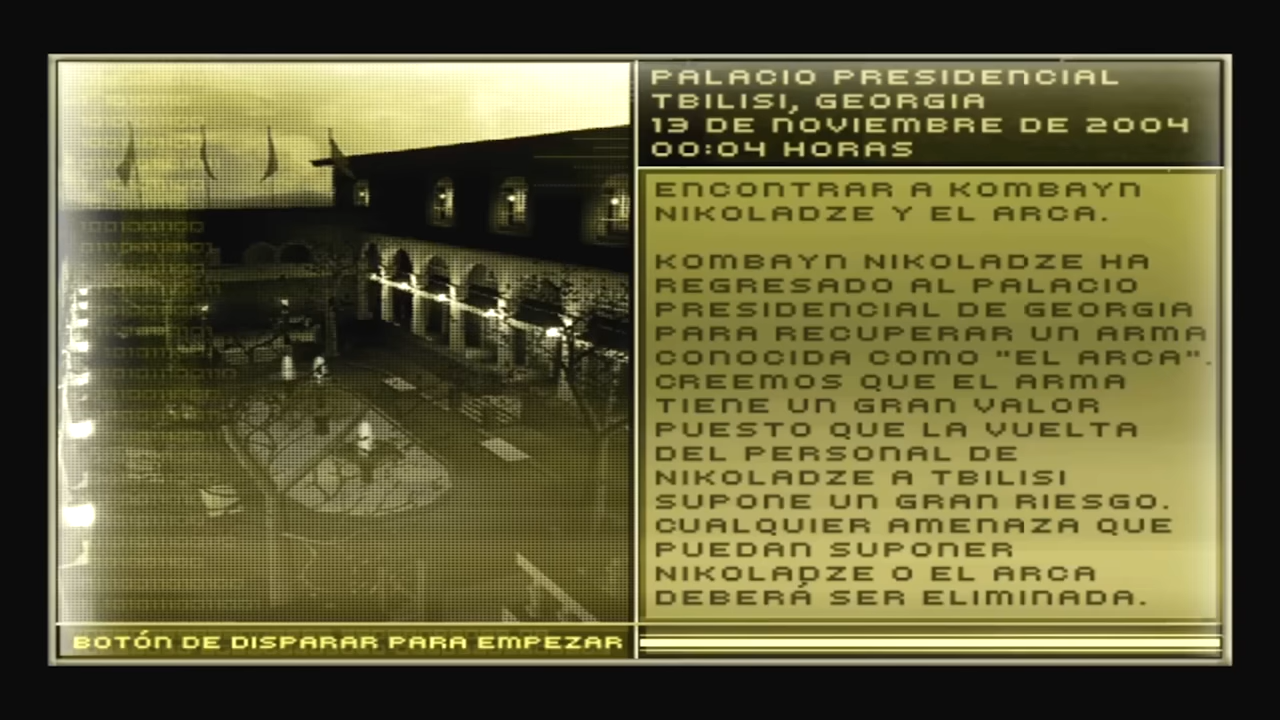 PALACIO PRESIDENCIAL
TBILISI, GEORGIA
13 DE NOVIEMBRE DE 2004
00:04 HORAS
ENCONTRAR A KOMBAYN
NIKOLADZE Y EL ARCA.
KOMBAYN NIKOLADZE HA
REGRESADO AL PALACIO
PRESIDENCIAL DE GEORGIA
PARA RECUPERAR UN ARMA
CONOCIDA COMO "EL ARCA".
CREEMOS QUE EL ARMA
TIENE UN GRAN VALOR
PUESTO QUE LA VUELTA
DEL PERSONAL DE
NIKOLADZE A TBILISI
SUPONE UN GRAN RIESGO.
CUALQUIER AMENAZA QUE
PUEDAN SUPONER
NIKOLADZE O EL ARCA
DEBERÁ SER ELIMINADA.
BOTÓN DE DISPARAR PARA EMPEZAR